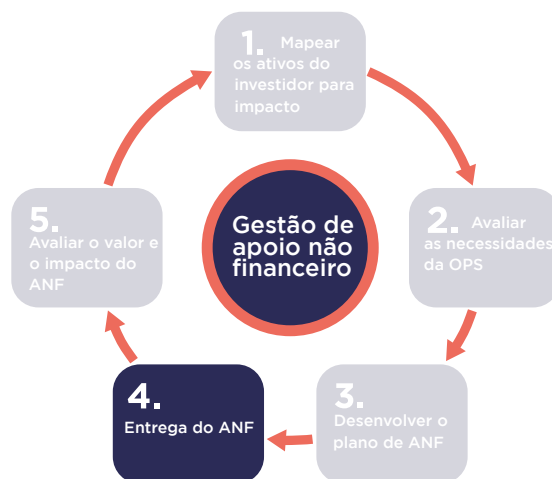 1. Mapear
os ativos do
investidor para
impacto
2. Avaliar
as necessidades
da OPS
3.
Desenvolver o
plano de ANF
4.
Entrega do ANF
5.
Avaliar o valor e
o impacto do
ANF
Gestão de
apoio não
financeiro